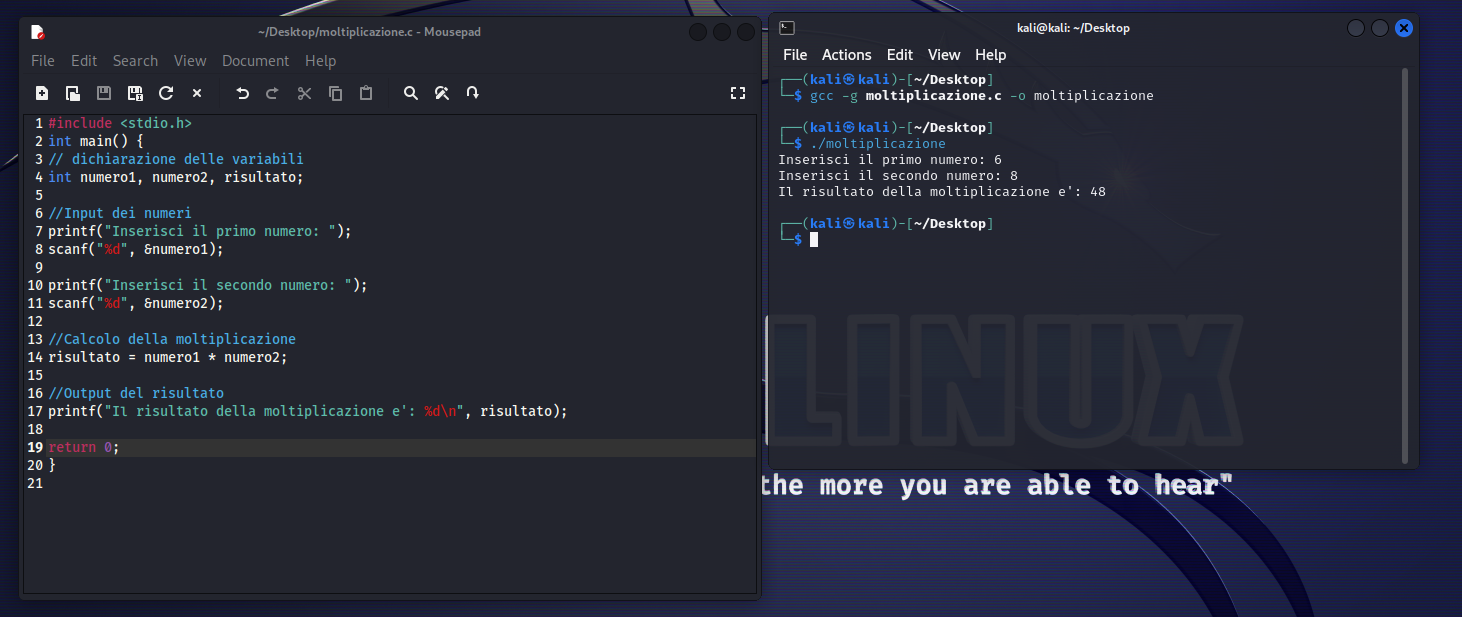 ~/Desktop/moltiplicazione.c - Mousepad
File Edit Search View Document Help
1 #include <stdio.h>
2 int main() {
3 // dichiarazione delle variabili
4 int numero1, numero2, risultato;
5
6 //Input dei numeri
7 printf("Inserisci il primo numero: ");
8 scanf("%d", &numero1);
9
10 printf("Inserisci il secondo numero: ");
11 scanf("%d", &numero2);
12
13 //Calcolo della moltiplicazione
14 risultato = numero1 * numero2;
15
16 //Output del risultato
17 printf("Il risultato della moltiplicazione e': %d\n", risultato);
18
19 return 0;
20 }
21
kali@kali: ~/Desktop
File Actions Edit View Help
┌──(kali㉿kali)-[~/Desktop]
└─$ gcc -g moltiplicazione.c -o moltiplicazione
┌──(kali㉿kali)-[~/Desktop]
└─$ ./moltiplicazione
Inserisci il primo numero: 6
Inserisci il secondo numero: 8
Il risultato della moltiplicazione e': 48
┌──(kali㉿kali)-[~/Desktop]
└─$
LINUX
the more you are able to hear"